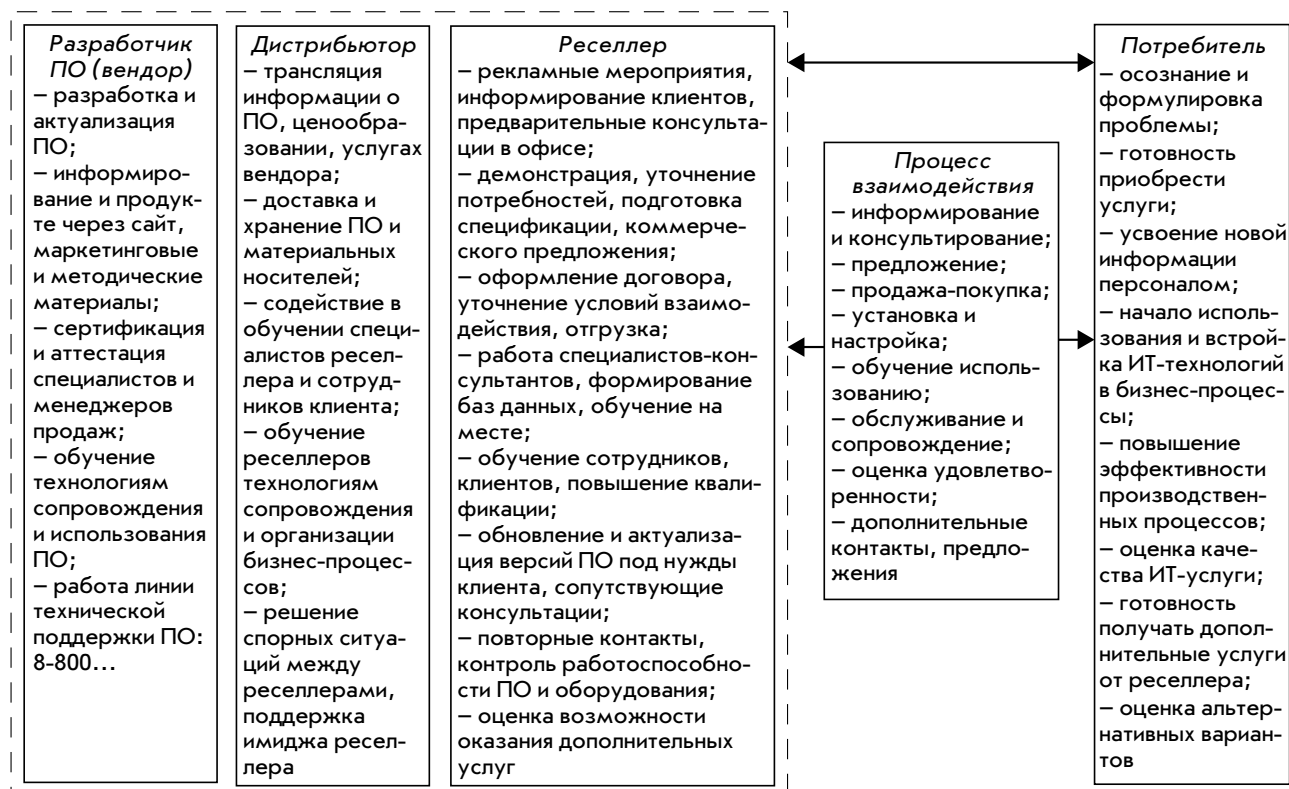 Разработчик
ПО (вендор)
– разработка и
актуализация
ПО;
– информиро-
вание и продук-
те через сайт,
маркетинговые
и методические
материалы;
– сертификация
и аттестация
специалистов и
менеджеров
продаж;
– обучение
технологиям
сопровождения
и использования
ПО;
– работа линии
технической
поддержки ПО:
8-800...
Дистрибьютор
– трансляция
информации о
ПО, ценообра-
зовании, услугах
вендора;
– доставка и
хранение ПО и
материальных
носителей;
– содействие в
обучении специ-
алистовресел-
лера и сотруд-
ников клиента;
– обучение
реселлеров
технологиям
сопровождения
и организации
бизнес-процес-
сов;
– решение
спорных ситуа-
ций между
реселлерами,
поддержка
имиджа ресел-
лера
Реселлер
– рекламные мероприятия,
информирование клиентов,
предварительные консульта-
ции в офисе;
– демонстрация, уточнение
потребностей, подготовка
спецификации, коммерче-
ского предложения;
– оформление договора,
уточнение условий взаимо-
действия, отгрузка;
– работа специалистов-кон-
сультантов, формирование
баз данных, обучение на
месте;
– обучение сотрудников,
клиентов, повышение квали-
фикации;
– обновление и актуализа-
ция версий ПО под нужды
клиента, сопутствующие
консультации;
– повторные контакты,
контроль работоспособно-
сти ПО и оборудования;
– оценка возможности
оказания дополнительных
услуг
Процесс
взаимодействия
– информирование
и консультирование;
– предложение;
– продажа-покупка;
– установка и
настройка;
– обучение исполь-
зованию;
– обслуживание и
сопровождение;
– оценка удовлетво-
ренности;
– дополнительные
контакты, предло-
жения
Потребитель
– осознание и
формулировка
проблемы;
– готовность
приобрести
услуги;
– усвоение новой
информации
персоналом;
– начало исполь-
зования и встрой-
ка ИТ-технологий
в бизнес-процес-
сы;
– повышение
эффективности
производствен-
ных процессов;
– оценка каче-
ства ИТ-услуги;
– готовность
получать допол-
нительные услуги
от реселлера;
– оценка альтер-
нативных вариан-
тов